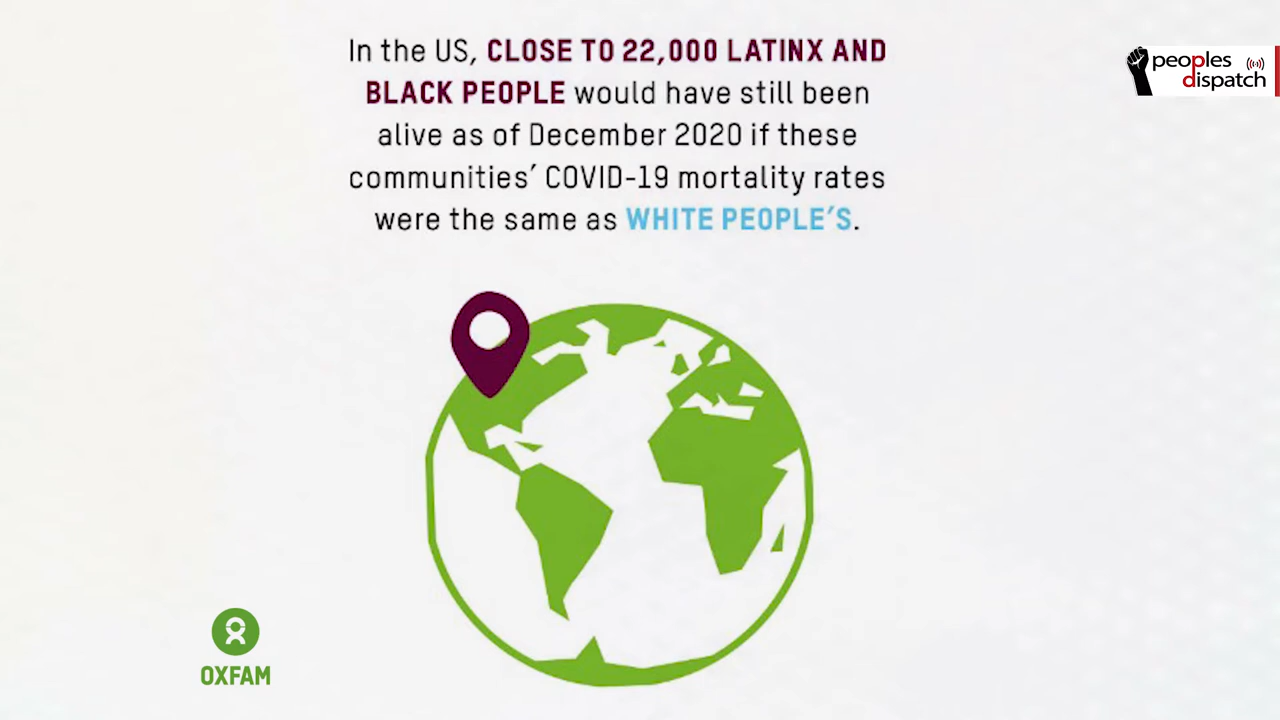 In the US, CLOSE TO 22,000 LATINX AND
BLACK PEOPLE would have still been
alive as of December 2020 if these
communities’ COVID-19 mortality rates
were the same as WHITE PEOPLE’S.
peoples
dispatch
OXFAM